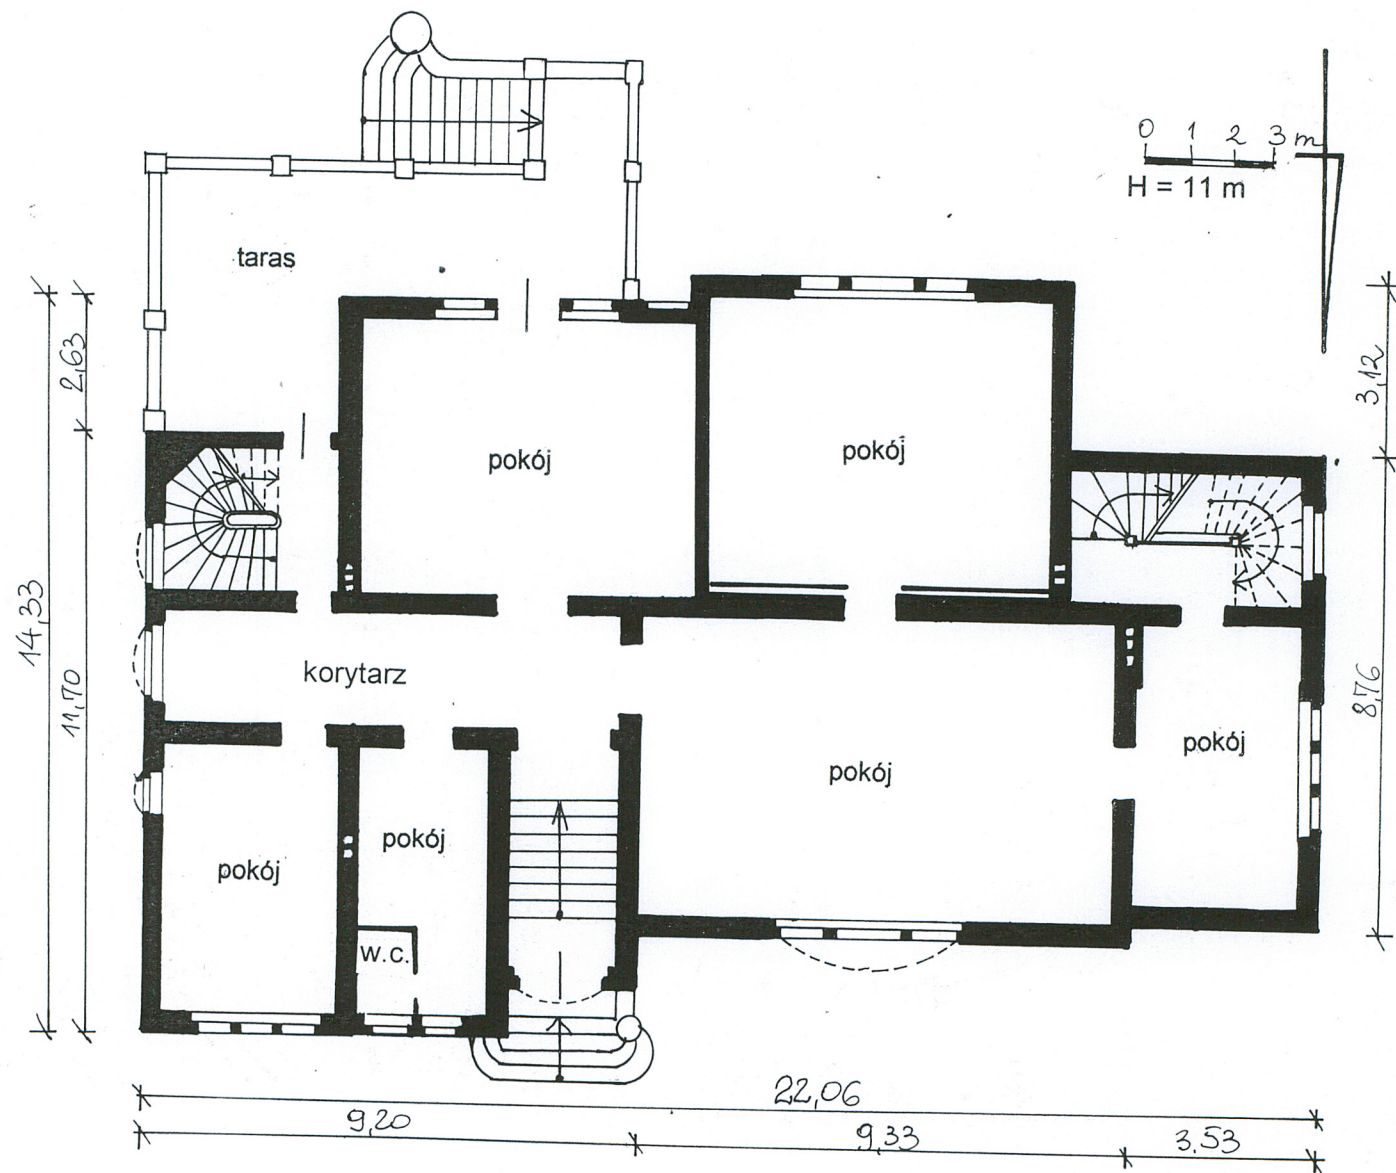 0 1 2 3 m
H = 11 m
taras
2,63
3,12
pokój
pokój
14,33
11,70
korytarz
8,76
pokój
pokój
pokój
pokój
w.c.
22,06
9,20
9,33
3,53